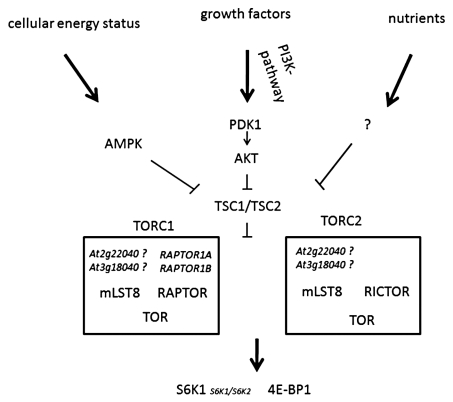 cellular energy status
growth factors
nutrients
PI3K-
pathway
PDK1
?
AMPK
AKT
TSC1/TSC2
TORC1
TORC2
At2g22040 ? RAPTOR1A
At3g18040 ? RAPTOR1B
mLST8 RAPTOR
TOR
At2g22040 ?
At3g18040 ?
mLST8 RICTOR
TOR
S6K1 S6K1/S6K2 4E-BP1